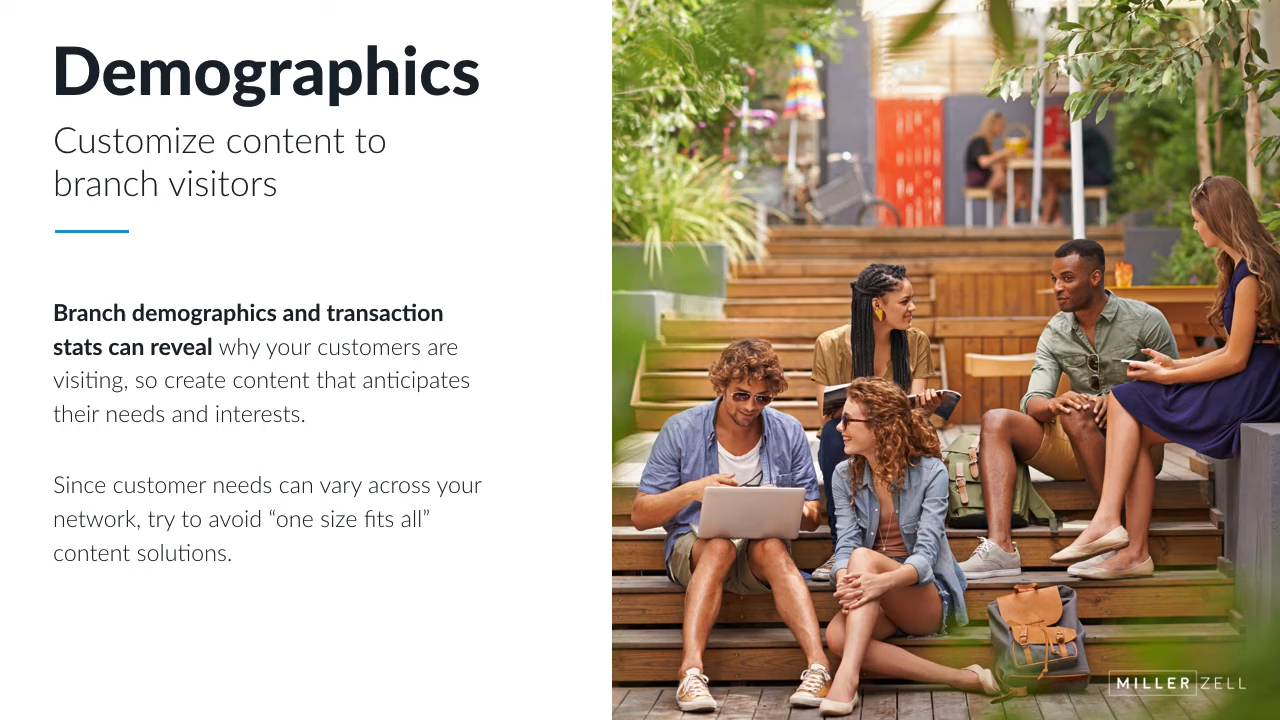 Demographics
Customize content to
branch visitors
Branch demographics and transaction
stats can reveal why your customers are
visiting, so create content that anticipates
their needs and interests.
Since customer needs can vary across your
network, try to avoid “one size fits all”
content solutions.
MILLER ZELL